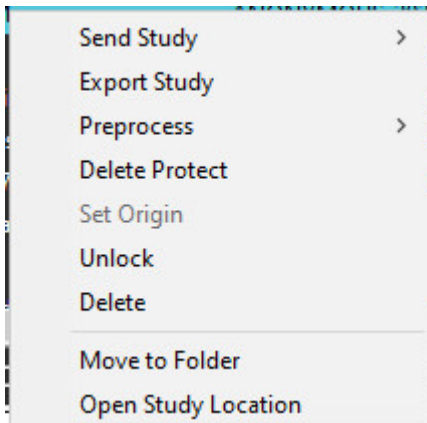 Send Study
Export Study
Preprocess
Delete Protect
Set Origin
Unlock
Delete
Move to Folder
Open Study Location